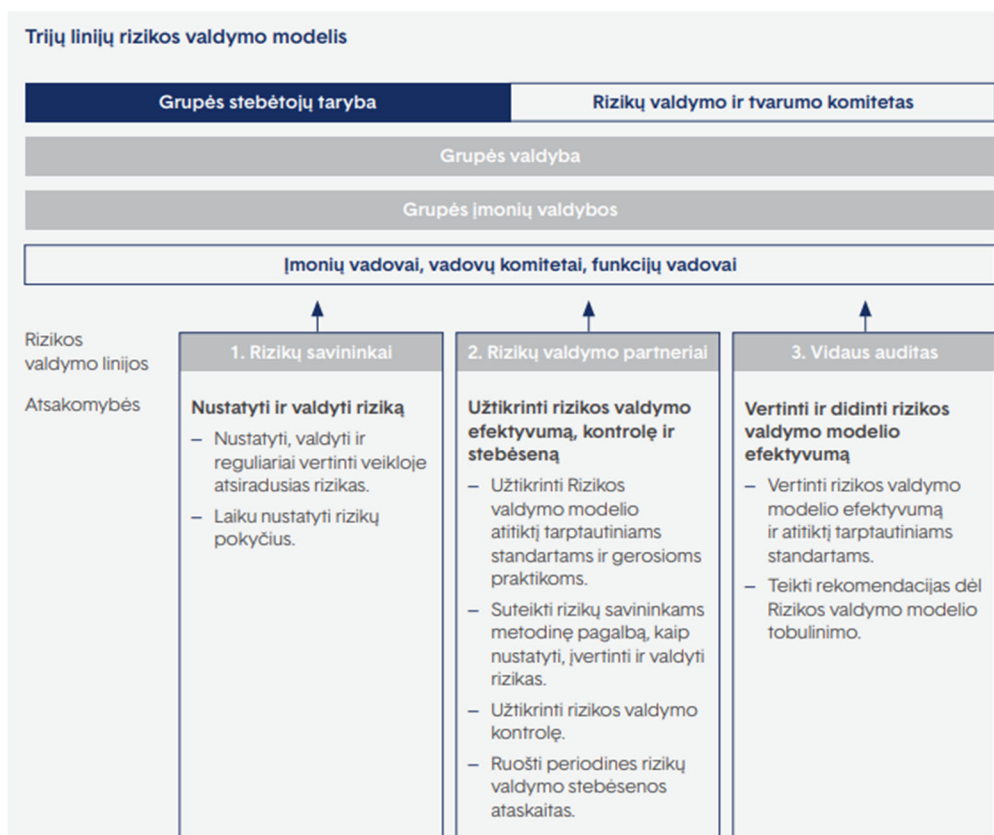 Trijų linijų rizikos valdymo modelis
Grupės stebėtojų taryba
Rizikų valdymo ir tvarumo komitetas
Grupės valdyba
Grupės įmonių valdybos
Įmonių vadovai, vadovų komitetai, funkcijų vadovai
Rizikos
valdymo linijos
Atsakomybės
1. Rizikų savininkai
Nustatyti ir valdyti riziką
– Nustatyti, valdyti ir
reguliariai vertinti veikloje
atsiradusias rizikas.
– Laiku nustatyti rizikų
pokyčius.
2. Rizikų valdymo partneriai
Užtikrinti rizikos valdymo
efektyvumą, kontrolę ir
stebėseną
– Užtikrinti Rizikos
valdymo modelio
atitiktį tarptautiniams
standartams ir gerosioms
praktikoms.
– Suteikti rizikų savininkams
metodinę pagalbą, kaip
nustatyti, įvertinti ir valdyti
rizikas.
– Užtikrinti rizikos valdymo
kontrolę.
– Ruošti periodines rizikų
valdymo stebėsenos
ataskaitas.
3. Vidaus auditas
Vertinti ir didinti rizikos
valdymo modelio
efektyvumą
– Vertinti rizikos valdymo
modelio efektyvumą
ir atitiktį tarptautiniams
standartams.
– Teikti rekomendacijas dėl
Rizikos valdymo modelio
tobulinimo.